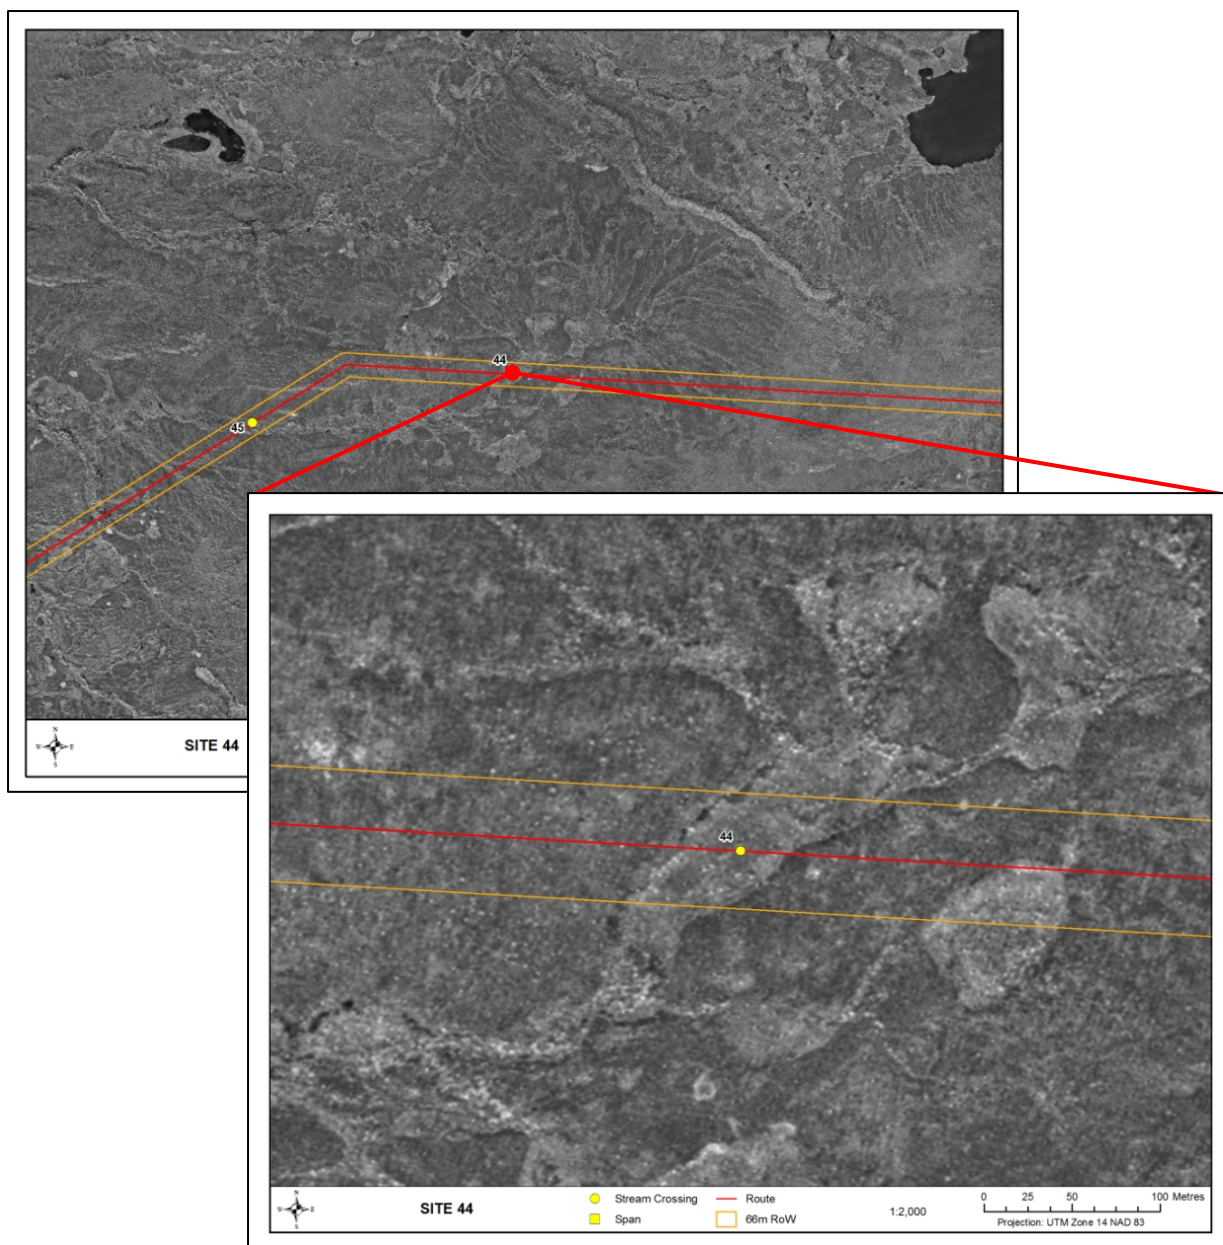 44
45
N
W E
S
SITE 44
44
N
W E
S
SITE 44
Stream Crossing
Span
Route
66m RoW
1:2,000
0 25 50 100 Metres
Projection: UTM Zone 14 NAD 83